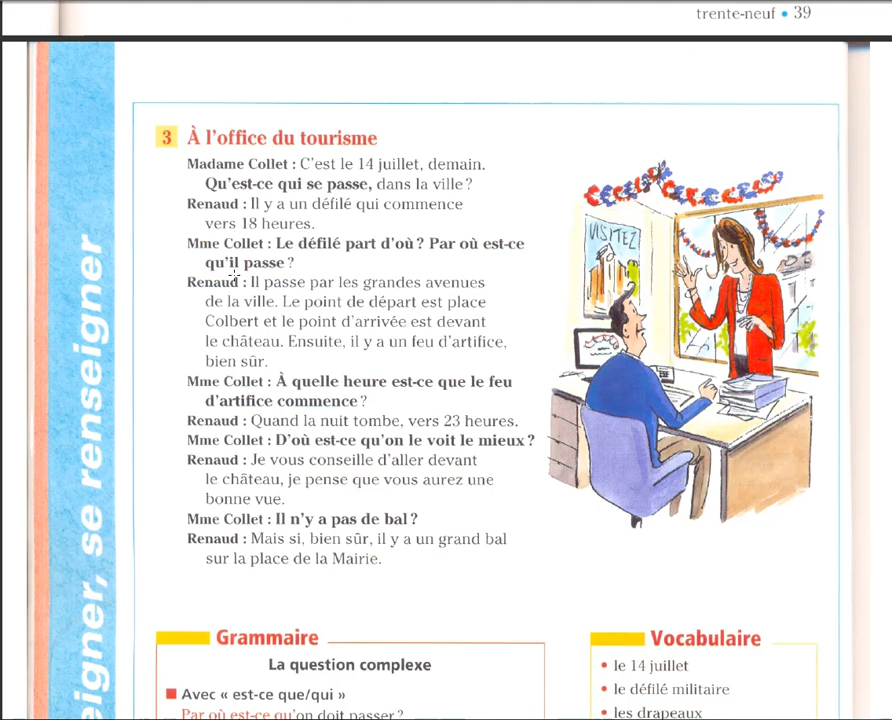 trente-neuf • 39
3 À l'office du tourisme
Madame Collet : C'est le 14 juillet, demain.
Qu'est-ce qui se passe, dans la ville ?
Renaud : Il y a un défilé qui commence
vers 18 heures.
Mme Collet : Le défilé part d'où ? Par où est-ce
qu'il passe ?
Renaud : Il passe par les grandes avenues
de la ville. Le point de départ est place
Colbert et le point d'arrivée est devant
le château. Ensuite, il y a un feu d'artifice,
bien sûr.
Mme Collet : À quelle heure est-ce que le feu
d'artifice commence ?
Renaud : Quand la nuit tombe, vers 23 heures.
Mme Collet : D'où est-ce qu'on le voit le mieux ?
Renaud : Je vous conseille d'aller devant
le château, je pense que vous aurez une
bonne vue.
Mme Collet : Il n'y a pas de bal ?
Renaud : Mais si, bien sûr, il y a un grand bal
sur la place de la Mairie.
VISITEZ
eigner, se renseigner
Grammaire
La question complexe
■ Avec « est-ce que/qui »
Par où est-ce qu'on doit passer ?
Vocabulaire
• le 14 juillet
• le défilé militaire
• les drapeaux